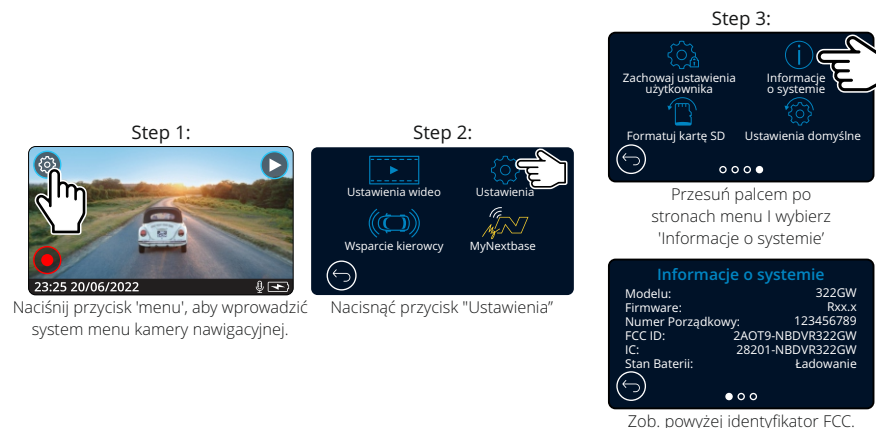 Step 1:
23:25 20/06/2022
Naciśnij przycisk 'menu', aby wprowadzić
system menu kamery nawigacyjnej.
Step 2:
Ustawienia wideo
Ustawienia
Wsparcie kierowcy
My N
MyNextbase
Nacisnąć przycisk "Ustawienia”
Step 3:
Zachowaj ustawienia
użytkownika
Informacje
o systemie
Formatuj kartę SD
Ustawienia domyślne
Przesuń palcem po
stronach menu I wybierz
'Informacje o systemie’
Informacje o systemie
Modelu: 322GW
Firmware: Rxx.x
Numer Porządkowy: 123456789
FCC ID: 2AOT9-NBDVR322GW
IC: 28201-NBDVR322GW
Stan Baterii: Ładowanie
Zob. powyżej identyfikator FCC.